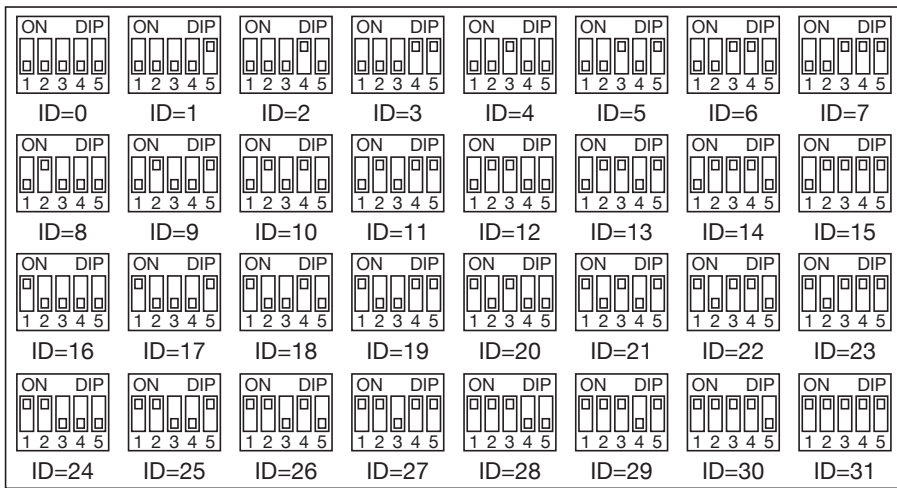 ON DIP ON DIP ON DIP ON DIP ON DIP ON DIP ON DIP ON DIP
1 2 3 4 5 1 2 3 4 5 1 2 3 4 5 1 2 3 4 5 1 2 3 4 5 1 2 3 4 5 1 2 3 4 5 1 2 3 4 5
ID=0 ID=1 ID=2 ID=3 ID=4 ID=5 ID=6 ID=7
ON DIP ON DIP ON DIP ON DIP ON DIP ON DIP ON DIP ON DIP
1 2 3 4 5 1 2 3 4 5 1 2 3 4 5 1 2 3 4 5 1 2 3 4 5 1 2 3 4 5 1 2 3 4 5 1 2 3 4 5
ID=8 ID=9 ID=10 ID=11 ID=12 ID=13 ID=14 ID=15
ON DIP ON DIP ON DIP ON DIP ON DIP ON DIP ON DIP ON DIP
1 2 3 4 5 1 2 3 4 5 1 2 3 4 5 1 2 3 4 5 1 2 3 4 5 1 2 3 4 5 1 2 3 4 5 1 2 3 4 5
ID=16 ID=17 ID=18 ID=19 ID=20 ID=21 ID=22 ID=23
ON DIP ON DIP ON DIP ON DIP ON DIP ON DIP ON DIP ON DIP
1 2 3 4 5 1 2 3 4 5 1 2 3 4 5 1 2 3 4 5 1 2 3 4 5 1 2 3 4 5 1 2 3 4 5 1 2 3 4 5
ID=24 ID=25 ID=26 ID=27 ID=28 ID=29 ID=30 ID=31